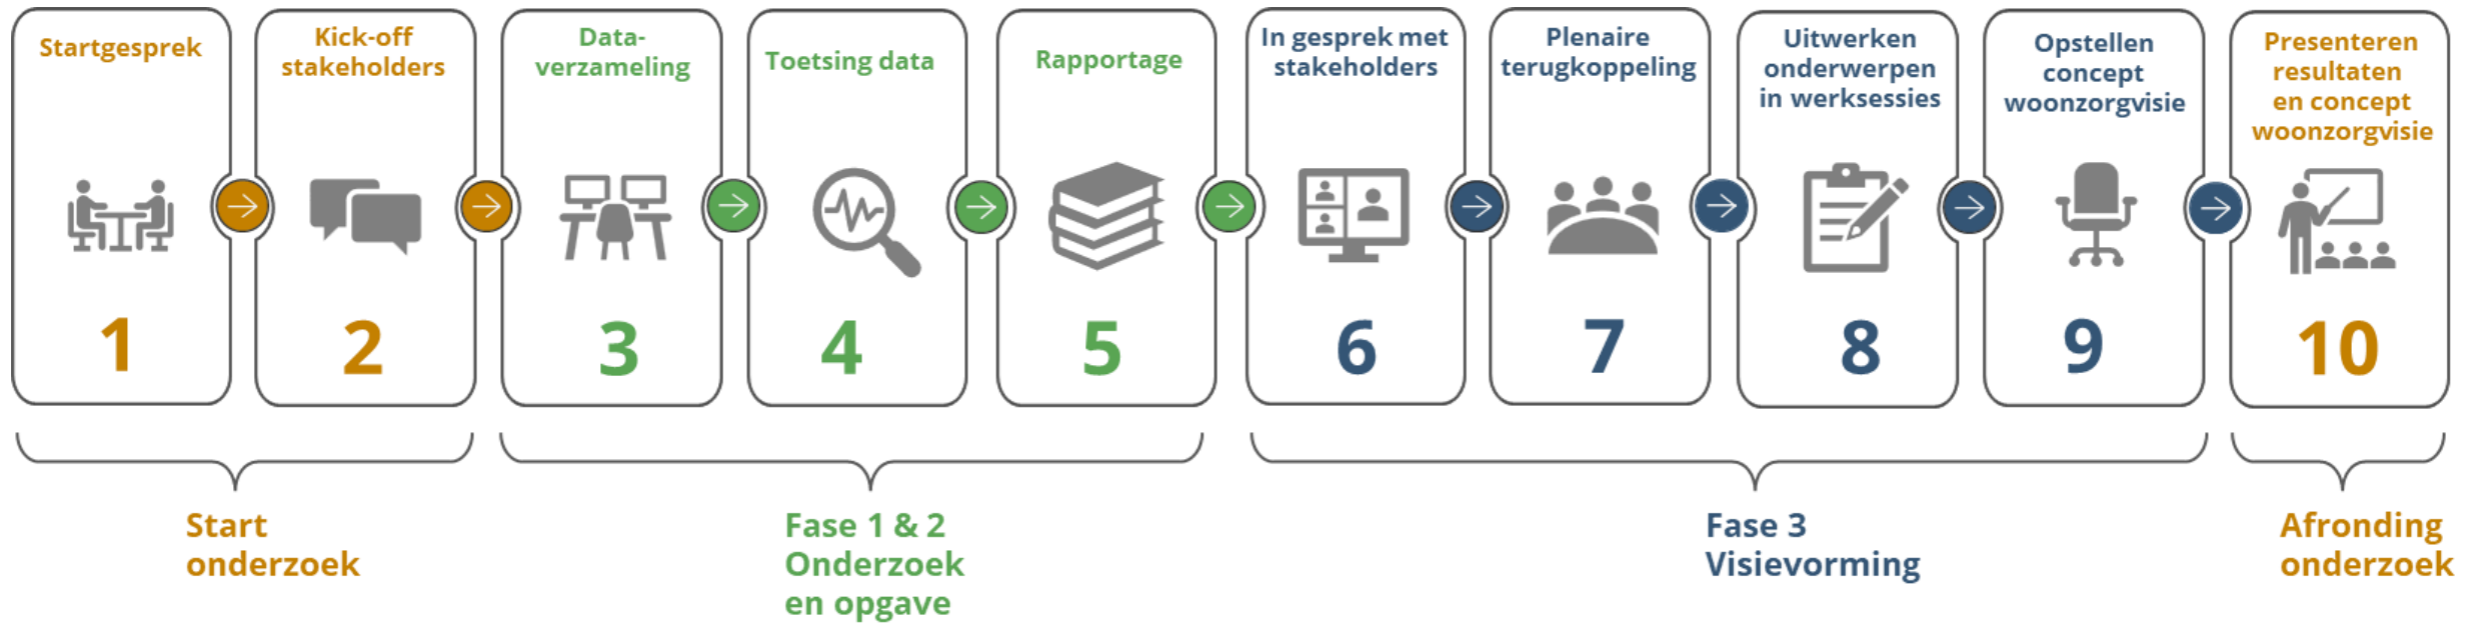 Startgesprek
1
Kick-off
stakeholders
2
Data-
verzameling
3
Toetsing data
4
Rapportage
5
In gesprek met
stakeholders
6
Plenaire
terugkoppeling
7
Uitwerken
onderwerpen
in werksessies
8
Opstellen
concept
woonzorgvisie
9
Presenteren
resultaten
en concept
woonzorgvisie
10
Start
onderzoek
Fase 1 & 2
Onderzoek
en opgave
Fase 3
Visievorming
Afronding
onderzoek